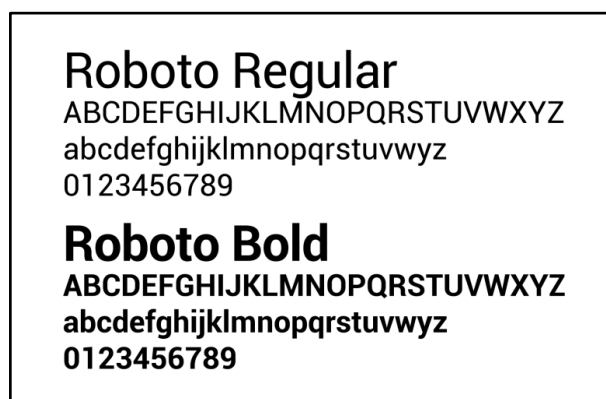 Roboto Regular
ABCDEFGHIJKLMNOPQRSTUVWXYZ
abcdefghijklmnopqrstuvwyz
0123456789
Roboto Bold
ABCDEFGHIJKLMNOPQRSTUVWXYZ
abcdefghijklmnopqrstuvwyz
0123456789